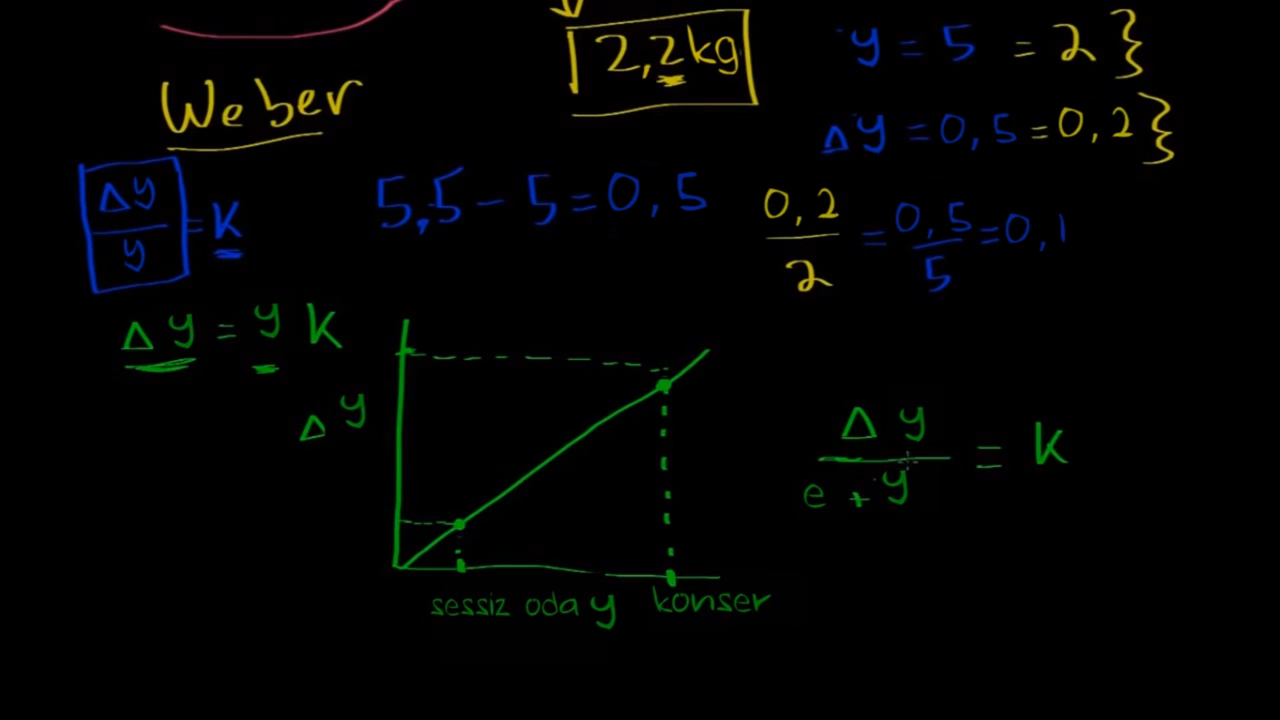 2,2kg
y = 5 = 2 }
Δy = 0,5 = 0,2 }
Weber
Δy/y = K
5,5 - 5 = 0,5
0,2/2 = 0,5/5 = 0,1
Δy = y K
Δy
Δy/e + y = K
sessiz oda y konser